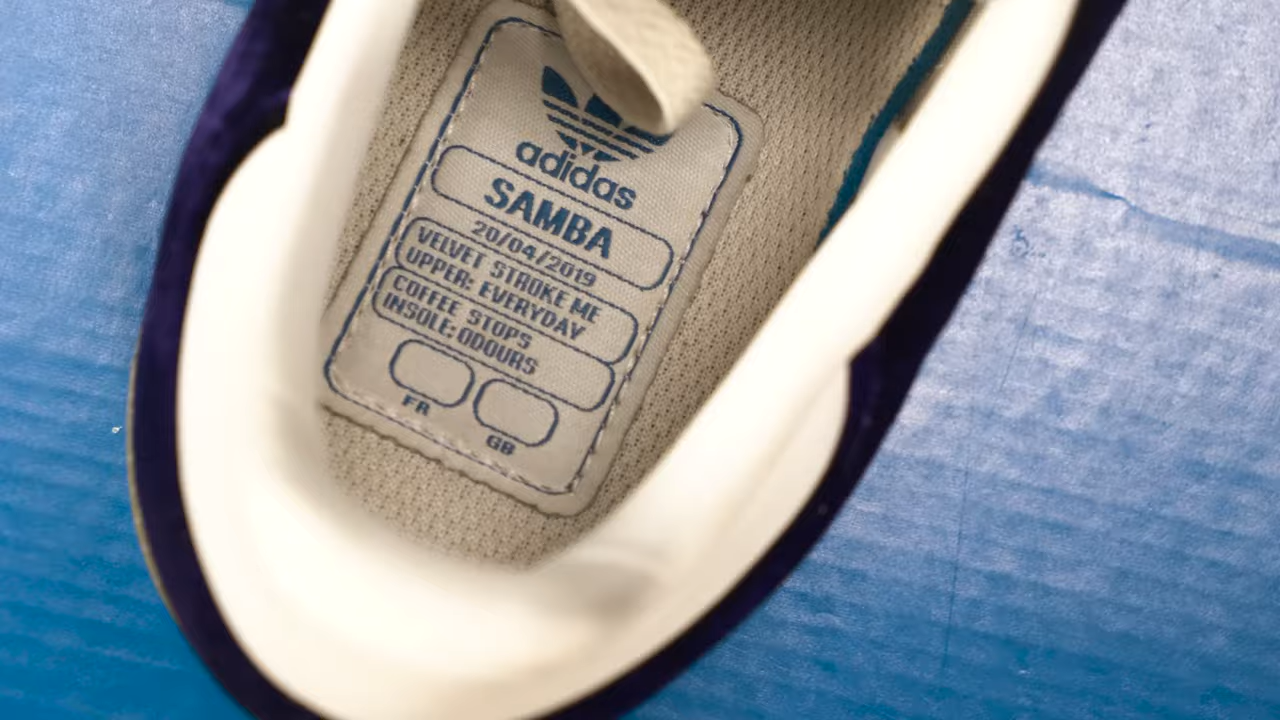 adidas
SAMBA
20/04/2019
VELVET STROKE ME
UPPER: EVERYDAY
COFFEE STOPS
INSOLE: ODOURS
FR
GB